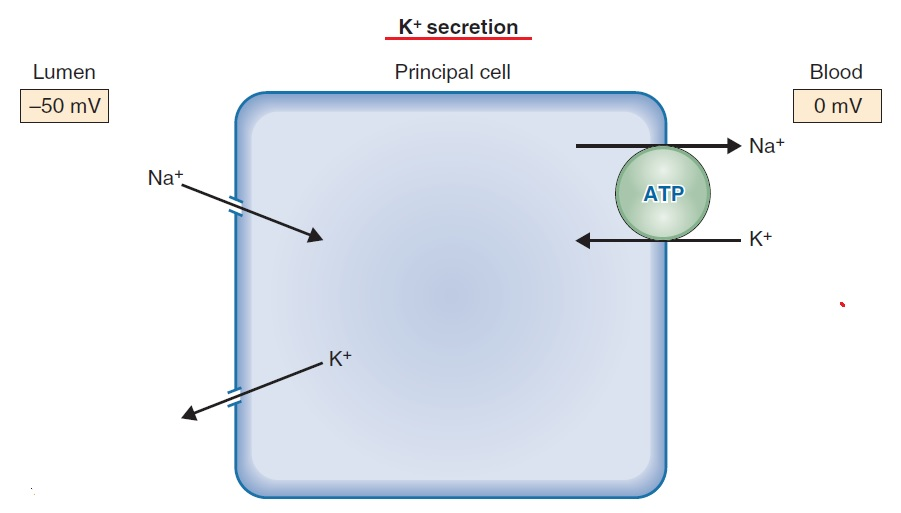 K⁺ secretion
Lumen
Principal cell
Blood
–50 mV
0 mV
Na⁺
Na⁺
ATP
K⁺
K⁺